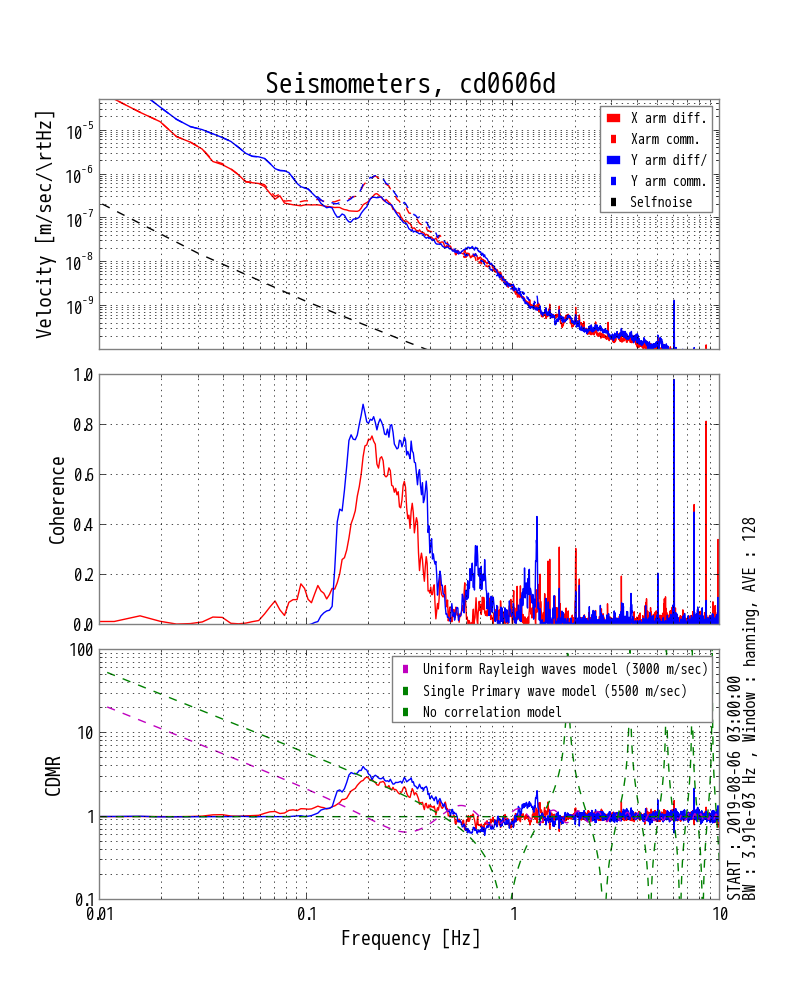 Seismometers, cd0606d
Velocity [m/sec/\rtHz]
10^-5
10^-6
10^-7
10^-8
10^-9
X arm diff.
Xarm comm.
Y arm diff/
Y arm comm.
Selfnoise
Coherence
1.0
0.8
0.6
0.4
0.2
0.0
CDMR
100
10
1
0.1
Uniform Rayleigh waves model (3000 m/sec)
Single Primary wave model (5500 m/sec)
No correlation model
0.01
0.1
1
10
Frequency [Hz]
START : 2019-08-06 03:00:00
BW : 3.91e-03 Hz , Window : hanning, AVE : 128